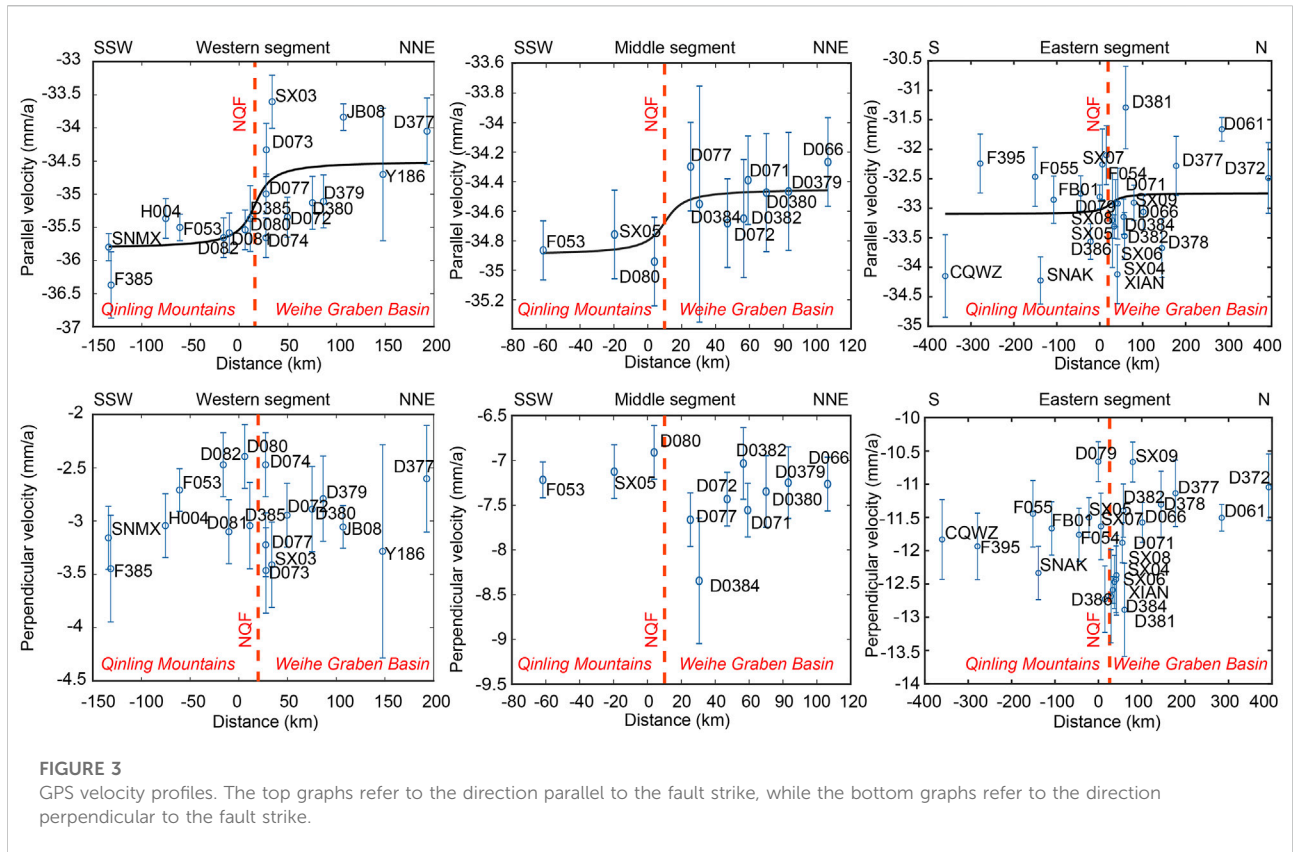 SSW Western segment NNE
-33
-33.5
-34
-34.5
-35
-35.5
-36
-36.5
-37
Parallel velocity (mm/a)
NQF
SX03
JB08
D377
D073
Y186
D077
D379
D385
D380
H004
F053
D080
D072
SNMX
D081
D074
D082
F385
Qinling Mountains Weihe Graben Basin
-150 -100 -50 0 50 100 150 200
Distance (km)
SSW Middle segment NNE
-33.6
-33.8
-34
-34.2
-34.4
-34.6
-34.8
-35
-35.2
Parallel velocity (mm/a)
NQF
D077
D066
D071
D0379
D0380
D0384
D0382
SX05
D072
F053
D080
Qinling Mountains Weihe Graben Basin
-80 -60 -40 -20 0 20 40 60 80 100 120
Distance (km)
S Eastern segment N
-30.5
-31
-31.5
-32
-32.5
-33
-33.5
-34
-34.5
-35
Parallel velocity (mm/a)
NQF
D381
D061
F395
SX07
F055
F054
D377
D372
FB01
D071
D079
SX09
SX08
D066
D0384
SX05
D382
D386
SX06
D378
CQWZ
SNAK
SX04
XIAN
Qinling Mountains Weihe Graben Basin
-400 -300 -200 -100 0 100 200 300 400
Distance (km)
SSW Western segment NNE
-2
-2.5
-3
-3.5
-4
-4.5
Perpendicular velocity (mm/a)
D082
D080
D074
D377
F053
D379
D072
H004
D385
D380
SNMX
D081
JB08
D077
Y186
SX03
F385
D073
NQF
Qinling Mountains Weihe Graben Basin
-150 -100 -50 0 50 100 150 200
Distance (km)
SSW Middle segment NNE
-6.5
-7
-7.5
-8
-8.5
-9
-9.5
Perpendicular velocity (mm/a)
D080
D0382
D066
F053
SX05
D0379
D072
D0380
D077
D071
D0384
NQF
Qinling Mountains Weihe Graben Basin
-80 -60 -40 -20 0 20 40 60 80 100 120
Distance (km)
S Eastern segment N
-10
-10.5
-11
-11.5
-12
-12.5
-13
-13.5
-14
Perpendicular velocity (mm/a)
D079
SX09
D372
D377
D382
F055
SX05
D378
FB01
SX07
D066
D061
CQWZ
F054
D071
F395
SNAK
SX08
SX04
SX06
D386
XIAN
D384
D381
NQF
Qinling Mountains Weihe Graben Basin
-400 -300 -200 -100 0 100 200 300 400
Distance (km)
FIGURE 3
GPS velocity profiles. The top graphs refer to the direction parallel to the fault strike, while the bottom graphs refer to the direction
perpendicular to the fault strike.